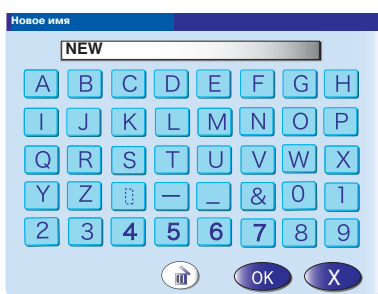 Новое имя
NEW
A B C D E F G H
I J K L M N O P
Q R S T U V W X
Y Z – _ & 0 1
2 3 4 5 6 7 8 9
OK X